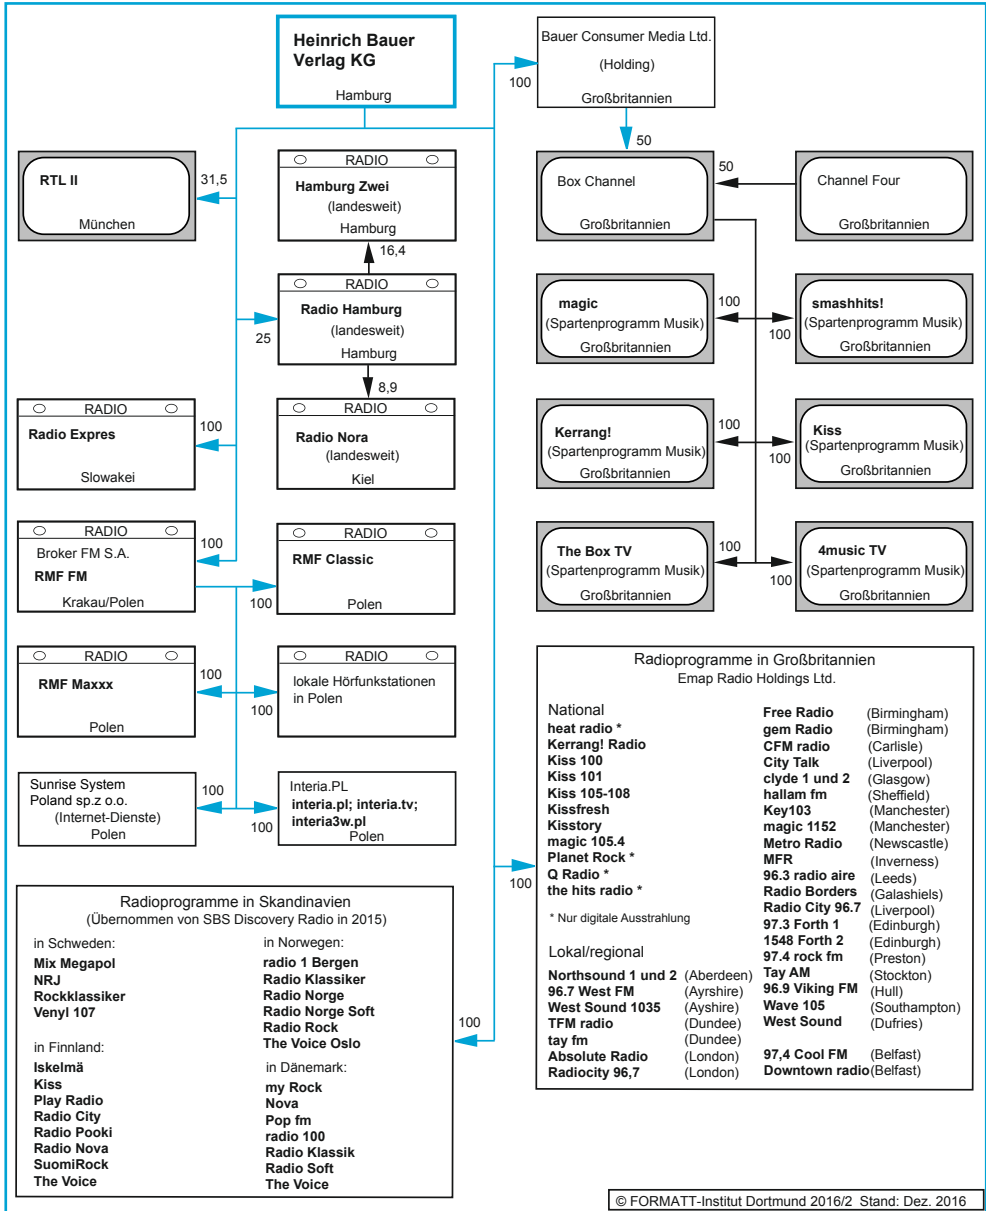 Heinrich Bauer
Verlag KG
Hamburg
Bauer Consumer Media Ltd.
(Holding)
Großbritannien
100
50
RTL II
München
31,5
RADIO
Hamburg Zwei
(landesweit)
Hamburg
16,4
RADIO
Radio Hamburg
(landesweit)
Hamburg
25
8,9
RADIO
Radio Nora
(landesweit)
Kiel
RADIO
Radio Expres
Slowakei
100
RADIO
Broker FM S.A.
RMF FM
Krakau/Polen
100
RADIO
RMF Classic
Polen
100
RADIO
RMF Maxxx
Polen
100
RADIO
lokale Hörfunkstationen
in Polen
100
Sunrise System
Poland sp.z o.o.
(Internet-Dienste)
Polen
100
Interia.PL
interia.pl; interia.tv;
interia3w.pl
Polen
100
Box Channel
Großbritannien
50
Channel Four
Großbritannien
magic
(Spartenprogramm Musik)
Großbritannien
100
smashhits!
(Spartenprogramm Musik)
Großbritannien
100
Kerrang!
(Spartenprogramm Musik)
Großbritannien
100
Kiss
(Spartenprogramm Musik)
Großbritannien
100
The Box TV
(Spartenprogramm Musik)
Großbritannien
100
4music TV
(Spartenprogramm Musik)
Großbritannien
100
Radioprogramme in Großbritannien
Emap Radio Holdings Ltd.
100
National
heat radio *
Kerrang! Radio
Kiss 100
Kiss 101
Kiss 105-108
Kissfresh
Kisstory
magic 105.4
Planet Rock *
Q Radio *
the hits radio *
* Nur digitale Ausstrahlung
Lokal/regional
Northsound 1 und 2 (Aberdeen)
96.7 West FM (Ayrshire)
West Sound 1035 (Ayshire)
TFM radio (Dundee)
tay fm (Dundee)
Absolute Radio (London)
Radiocity 96,7 (London)
Free Radio (Birmingham)
gem Radio (Birmingham)
CFM radio (Carlisle)
City Talk (Liverpool)
clyde 1 und 2 (Glasgow)
hallam fm (Sheffield)
Key103 (Manchester)
magic 1152 (Manchester)
Metro Radio (Newscastle)
MFR (Inverness)
96.3 radio aire (Leeds)
Radio Borders (Galashiels)
Radio City 96.7 (Liverpool)
97.3 Forth 1 (Edinburgh)
1548 Forth 2 (Edinburgh)
97.4 rock fm (Preston)
Tay AM (Stockton)
96.9 Viking FM (Hull)
Wave 105 (Southampton)
West Sound (Dufries)
97,4 Cool FM (Belfast)
Downtown radio (Belfast)
Radioprogramme in Skandinavien
(Übernommen von SBS Discovery Radio in 2015)
100
in Schweden:
Mix Megapol
NRJ
Rockklassiker
Venyl 107
in Finnland:
Iskelmä
Kiss
Play Radio
Radio City
Radio Pooki
Radio Nova
SuomiRock
The Voice
in Norwegen:
radio 1 Bergen
Radio Klassiker
Radio Norge
Radio Norge Soft
Radio Rock
The Voice Oslo
in Dänemark:
my Rock
Nova
Pop fm
radio 100
Radio Klassik
Radio Soft
The Voice
© FORMATT-Institut Dortmund 2016/2 Stand: Dez. 2016